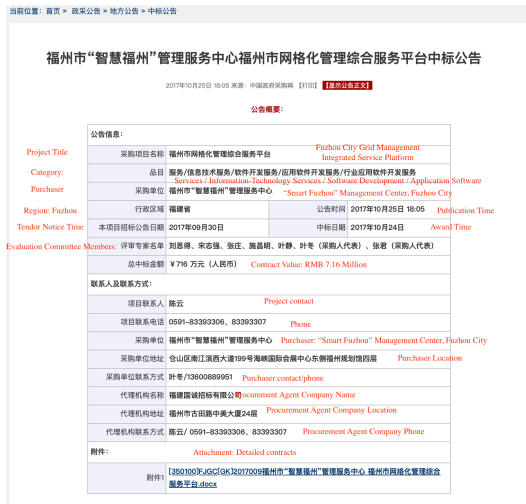 当前位置：首页 » 政采公告 » 地方公告 » 中标公告
福州市“智慧福州”管理服务中心福州市网格化管理综合服务平台中标公告
2017年10月25日 18:05 来源：中国政府采购网 【打印】 【显示公告正文】
公告概要：
公告信息：
Project Title 采购项目名称 福州市网格化管理综合服务平台 Fuzhou City Grid Management Integrated Service Platform
Category: 品目 服务/信息技术服务/软件开发服务/应用软件开发服务/行业应用软件开发服务
Services / Information-Technology Services / Software Development / Application Software
Purchaser 采购单位 福州市“智慧福州”管理服务中心 “Smart Fuzhou” Management Center, Fuzhou City
Region: Fuzhou 行政区域 福建省 公告时间 2017年10月25日 18:05 Publication Time
Tendor Notice Time 本项目招标公告日期 2017年09月30日 中标日期 2017年10月24日 Award Time
Evaluation Committee Members: 评审专家名单 刘恩得、宋志强、张庄、施昌明、叶静、叶冬（采购人代表）、张君（采购人代表）
总中标金额 ￥716 万元（人民币） Contract Value: RMB 7.16 Million
联系人及联系方式：
项目联系人 陈云 Project contact
项目联系电话 0591-83393306、83393307 Phone
采购单位 福州市“智慧福州”管理服务中心 Purchaser: “Smart Fuzhou” Management Center, Fuzhou City
采购单位地址 仓山区南江滨西大道199号海峡国际会展中心东侧福州规划馆四层 Purchaser Location
采购单位联系方式 叶冬/13600889951 Purchaser contact/phone
代理机构名称 福建国诚招标有限公司 Procurement Agent Company Name
代理机构地址 福州市古田路中美大厦24层 Procurement Agent Company Location
代理机构联系方式 陈云/ 0591-83393306、83393307 Procurement Agent Company Phone
附件： Attachment: Detailed contracts
附件1 [350100]FJGC[GK]2017009福州市“智慧福州”管理服务中心 福州市网络化管理综合
服务平台.docx